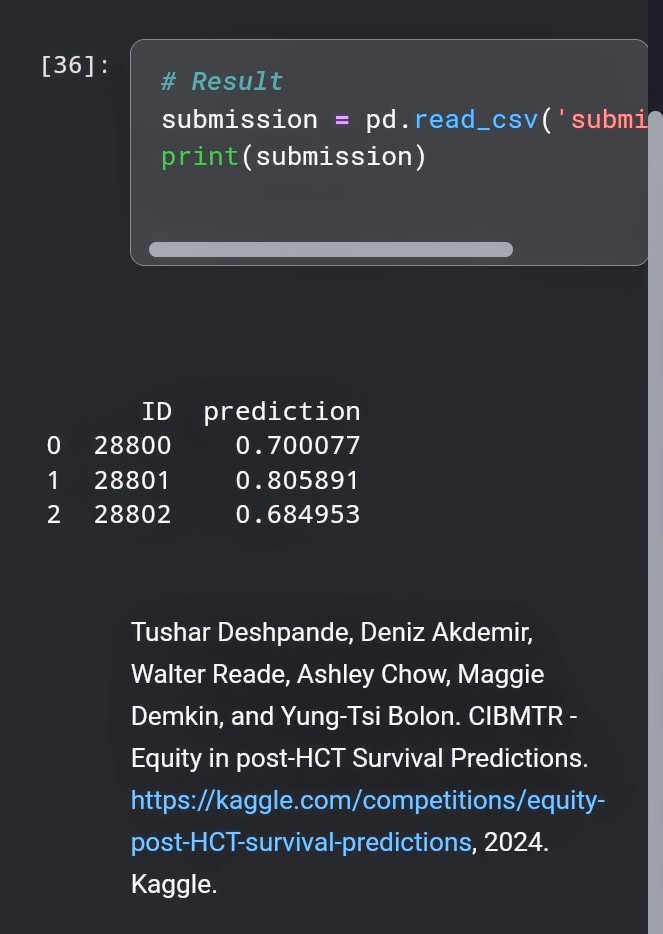 [36]:
# Result
submission = pd.read_csv('submi
print(submission)
ID prediction
0 28800 0.700077
1 28801 0.805891
2 28802 0.684953
Tushar Deshpande, Deniz Akdemir,
Walter Reade, Ashley Chow, Maggie
Demkin, and Yung-Tsi Bolon. CIBMTR -
Equity in post-HCT Survival Predictions.
https://kaggle.com/competitions/equity-
post-HCT-survival-predictions, 2024.
Kaggle.